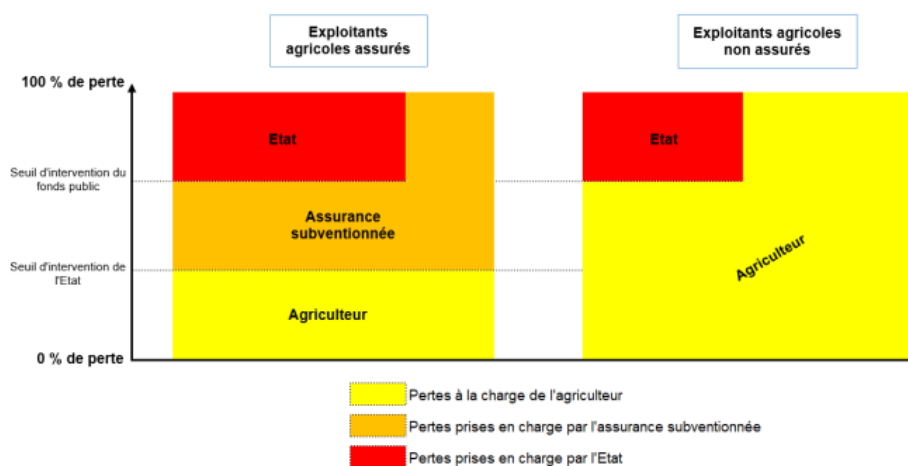 Exploitants
agricoles assurés
Exploitants agricoles
non assurés
100 % de perte
Etat
Etat
Seuil d'intervention du
fonds public
Assurance
subventionnée
Agriculteur
Seuil d'intervention de
l'Etat
Agriculteur
0 % de perte
Pertes à la charge de l'agriculteur
Pertes prises en charge par l'assurance subventionnée
Pertes prises en charge par l'Etat